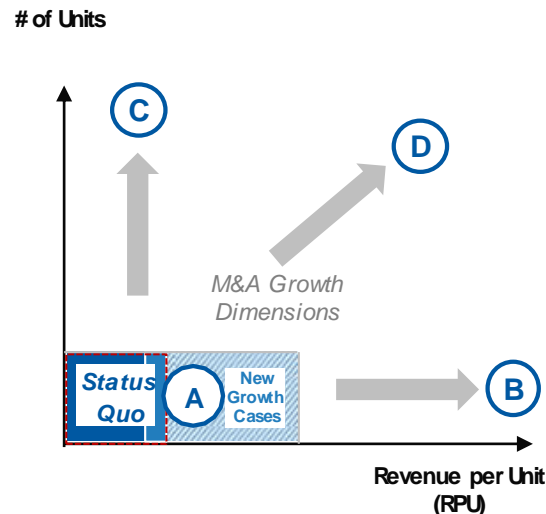 # of Units
C
D
M&A Growth
Dimensions
Status
Quo
A
New
Growth
Cases
B
Revenue per Unit
(RPU)